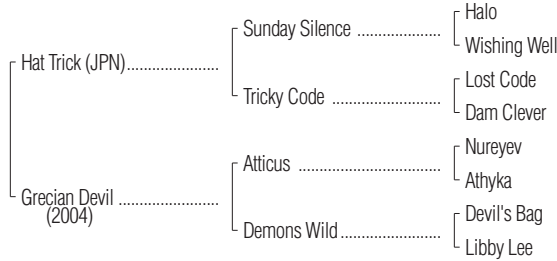 Halo
Sunday Silence ....................
Wishing Well
Hat Trick (JPN)......................
Lost Code
Tricky Code ..........................
Dam Clever
Nureyev
Atticus ..................................
Athyka
Grecian Devil ........................
(2004)
Devil's Bag
Demons Wild........................
Libby Lee